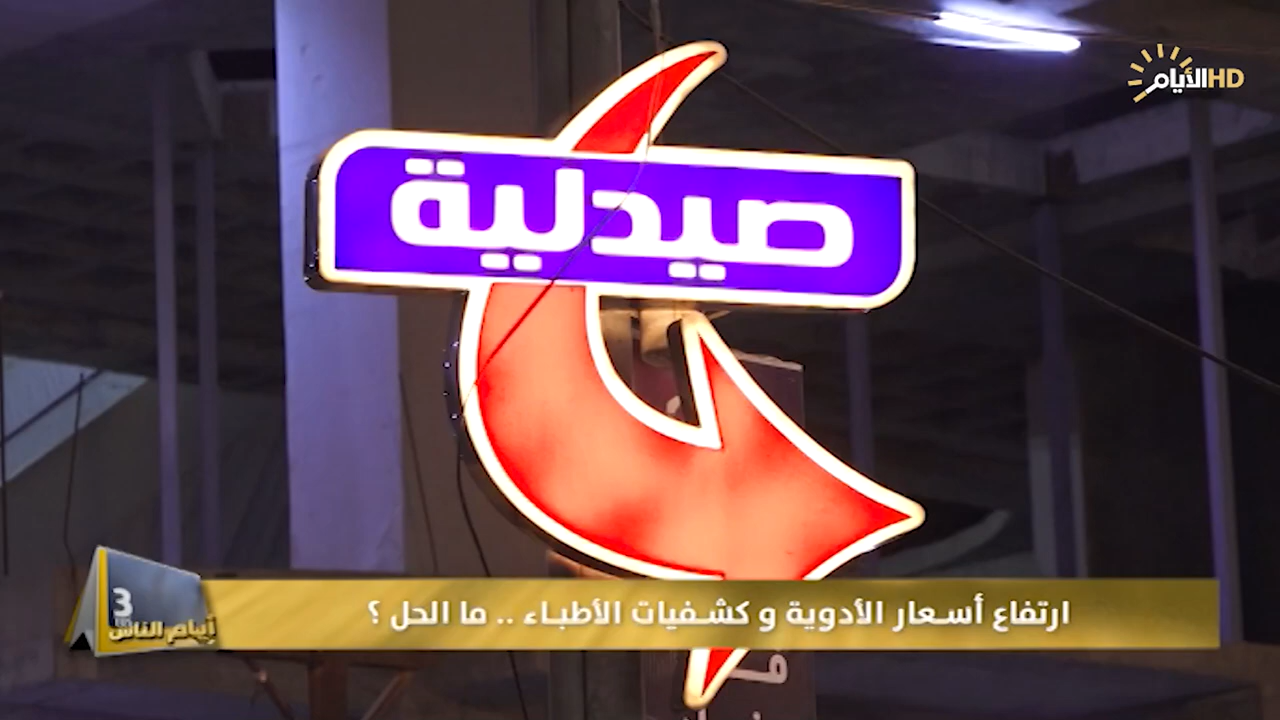 الأيام HD
صيدلية
3
أيام الناس
ارتفاع أسعار الأدوية و كشفيات الأطباء .. ما الحل ؟